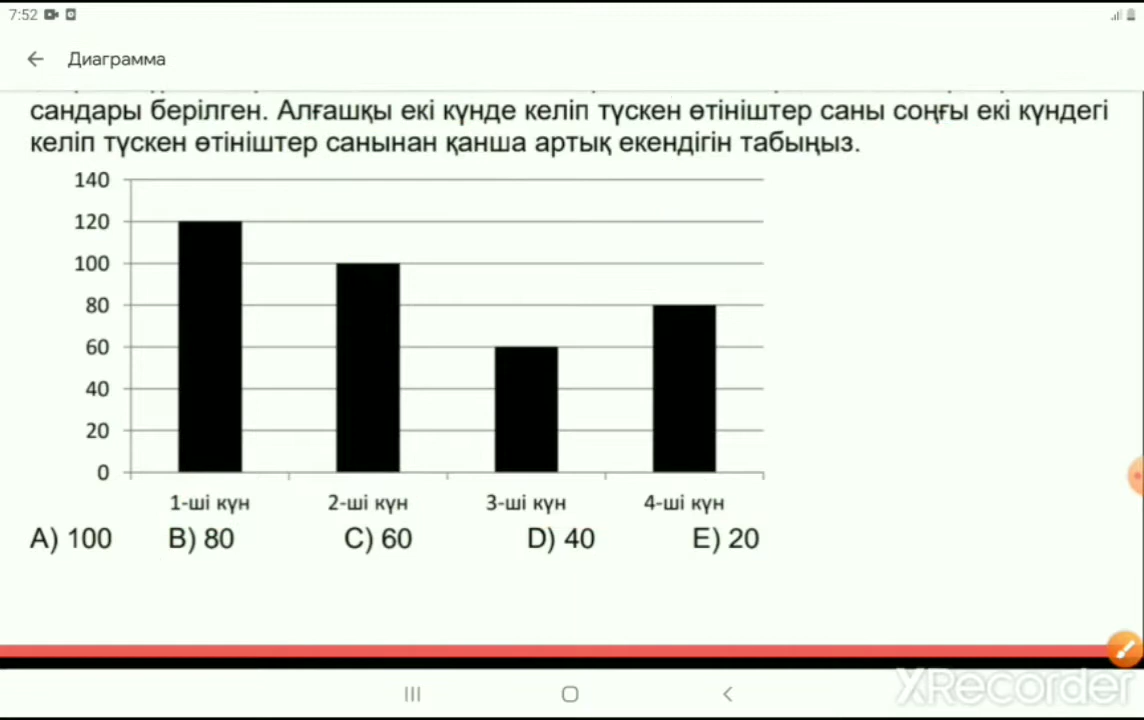 7:52
Диаграмма
сандары берілген. Алғашқы екі күнде келіп түскен өтініштер саны соңғы екі күндегі
келіп түскен өтініштер санынан қанша артық екендігін табыңыз.
140
120
100
80
60
40
20
0
1-ші күн 2-ші күн 3-ші күн 4-ші күн
A) 100 B) 80 C) 60 D) 40 E) 20
XRecorder